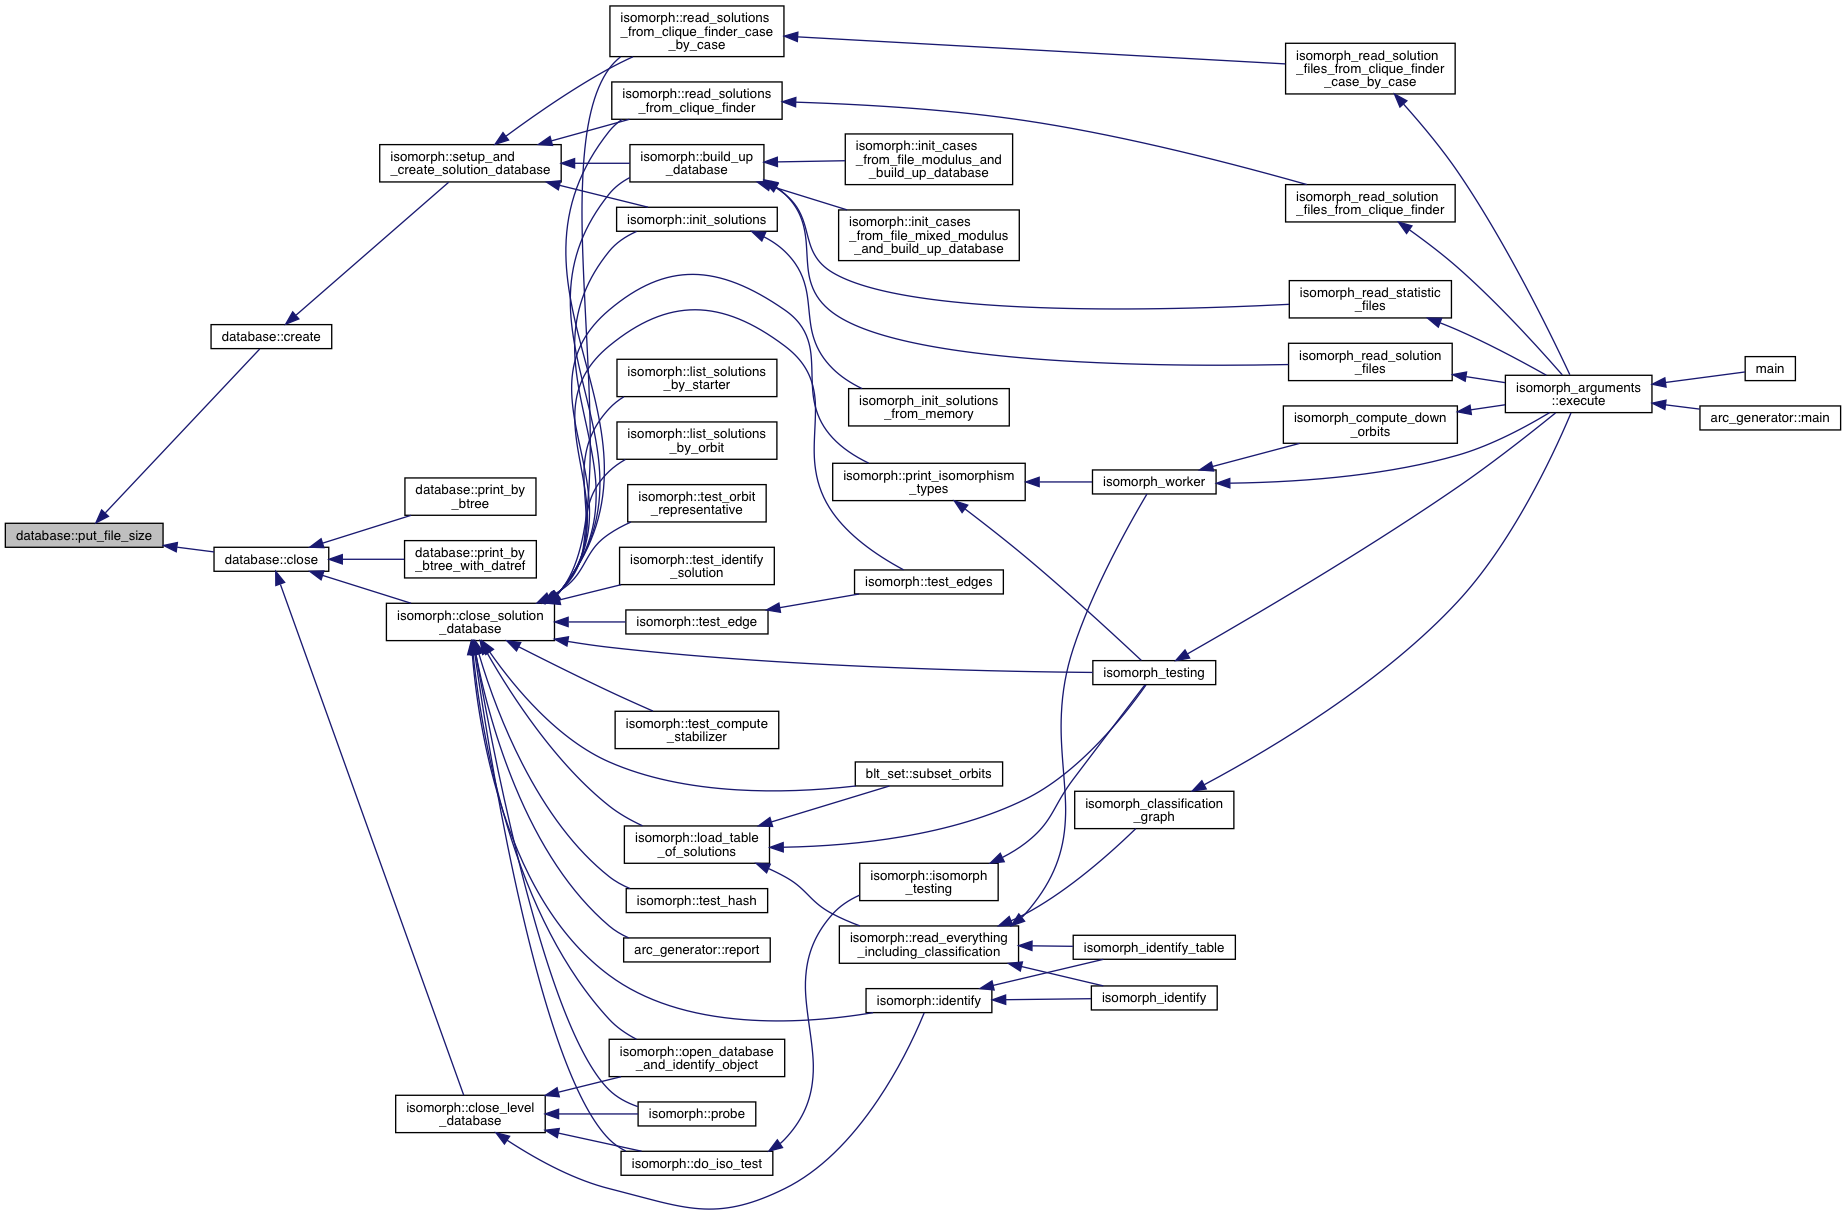 isomorph::read_solutions
_from_clique_finder_case
_by_case
isomorph_read_solution
_files_from_clique_finder
_case_by_case
isomorph::read_solutions
_from_clique_finder
isomorph::setup_and
_create_solution_database
isomorph::build_up
_database
isomorph::init_cases
_from_file_modulus_and
_build_up_database
isomorph_read_solution
_files_from_clique_finder
isomorph::init_solutions
isomorph::init_cases
_from_file_mixed_modulus
_and_build_up_database
isomorph_read_statistic
_files
database::create
isomorph_read_solution
_files
isomorph::list_solutions
_by_starter
isomorph_init_solutions
_from_memory
isomorph_arguments
::execute
main
arc_generator::main
isomorph_compute_down
_orbits
isomorph::list_solutions
_by_orbit
isomorph::print_isomorphism
_types
isomorph_worker
database::print_by
_btree
isomorph::test_orbit
_representative
database::put_file_size
database::close
database::print_by
_btree_with_datref
isomorph::test_identify
_solution
isomorph::test_edges
isomorph::close_solution
_database
isomorph::test_edge
isomorph_testing
isomorph::test_compute
_stabilizer
blt_set::subset_orbits
isomorph_classification
_graph
isomorph::load_table
_of_solutions
isomorph::isomorph
_testing
isomorph::test_hash
arc_generator::report
isomorph::read_everything
_including_classification
isomorph_identify_table
isomorph::identify
isomorph_identify
isomorph::open_database
_and_identify_object
isomorph::close_level
_database
isomorph::probe
isomorph::do_iso_test